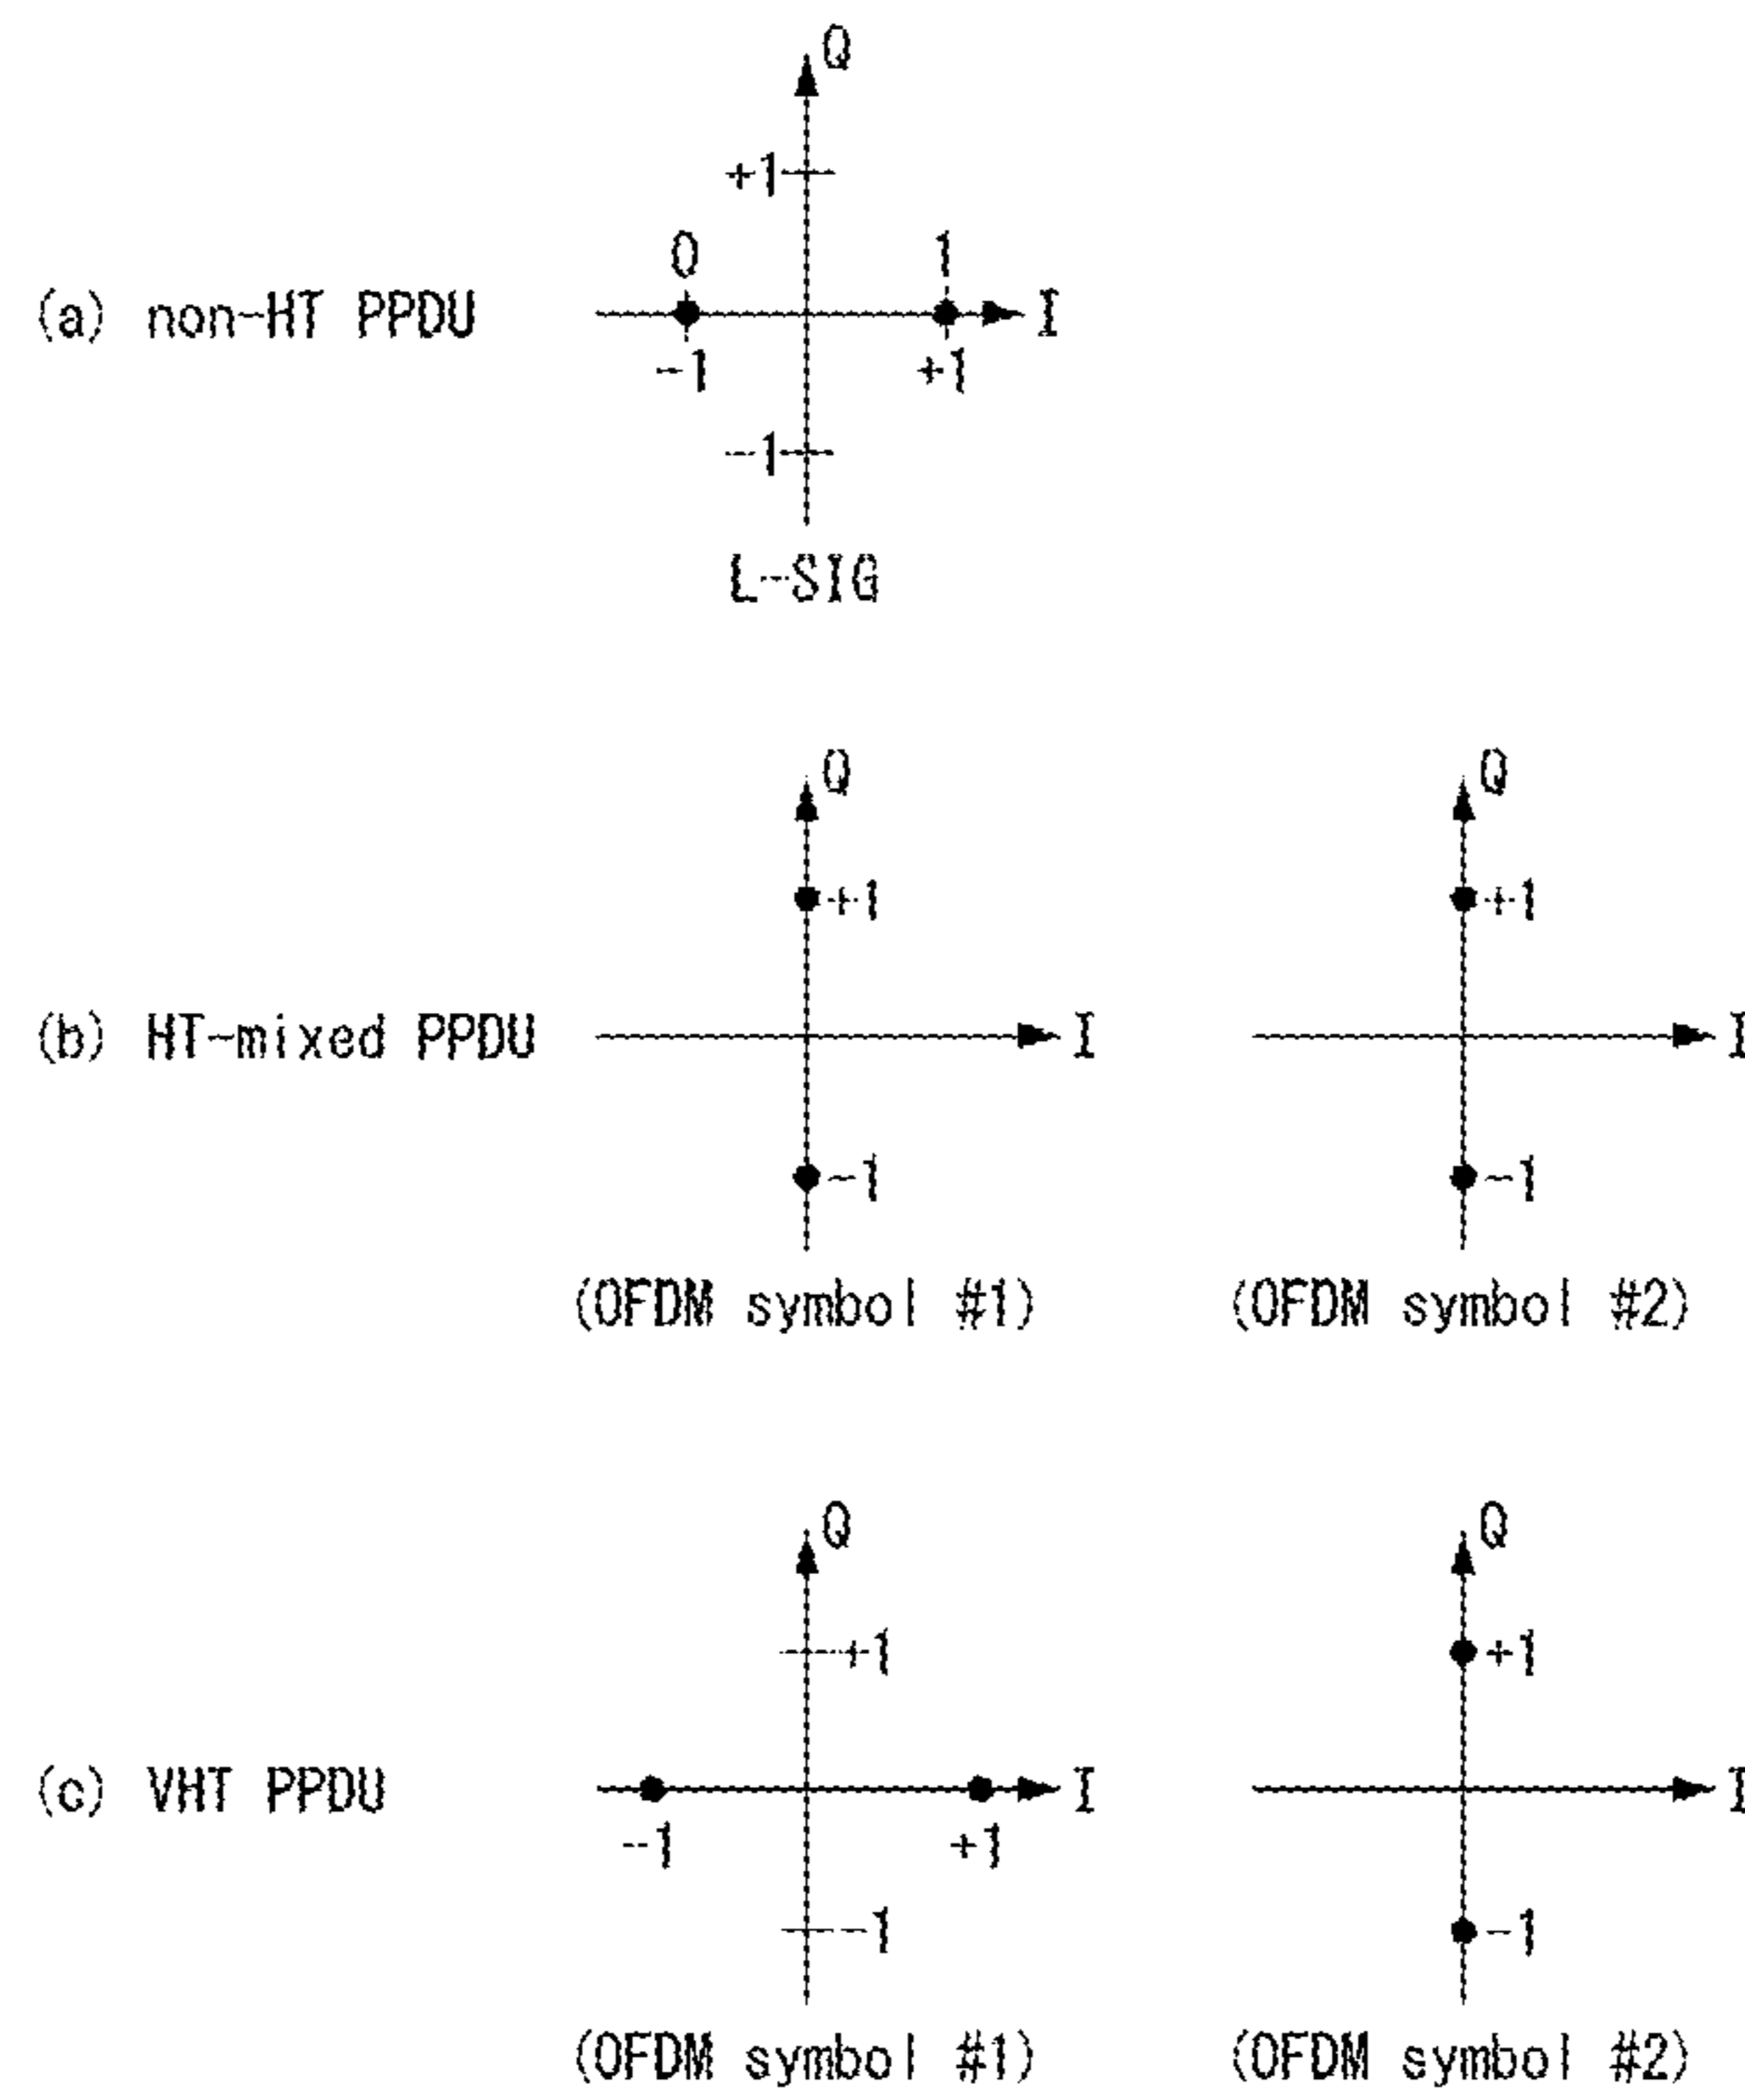 Q
+1
0 1
(a) non-HT PPDU I
-1 +1
-1
L-SIG
Q Q
+1 +1
(b) HT-mixed PPDU I I
-1 -1
(OFDM symbol #1) (OFDM symbol #2)
Q Q
+1 +1
(c) VHT PPDU I I
-1 +1
-1 -1
(OFDM symbol #1) (OFDM symbol #2)